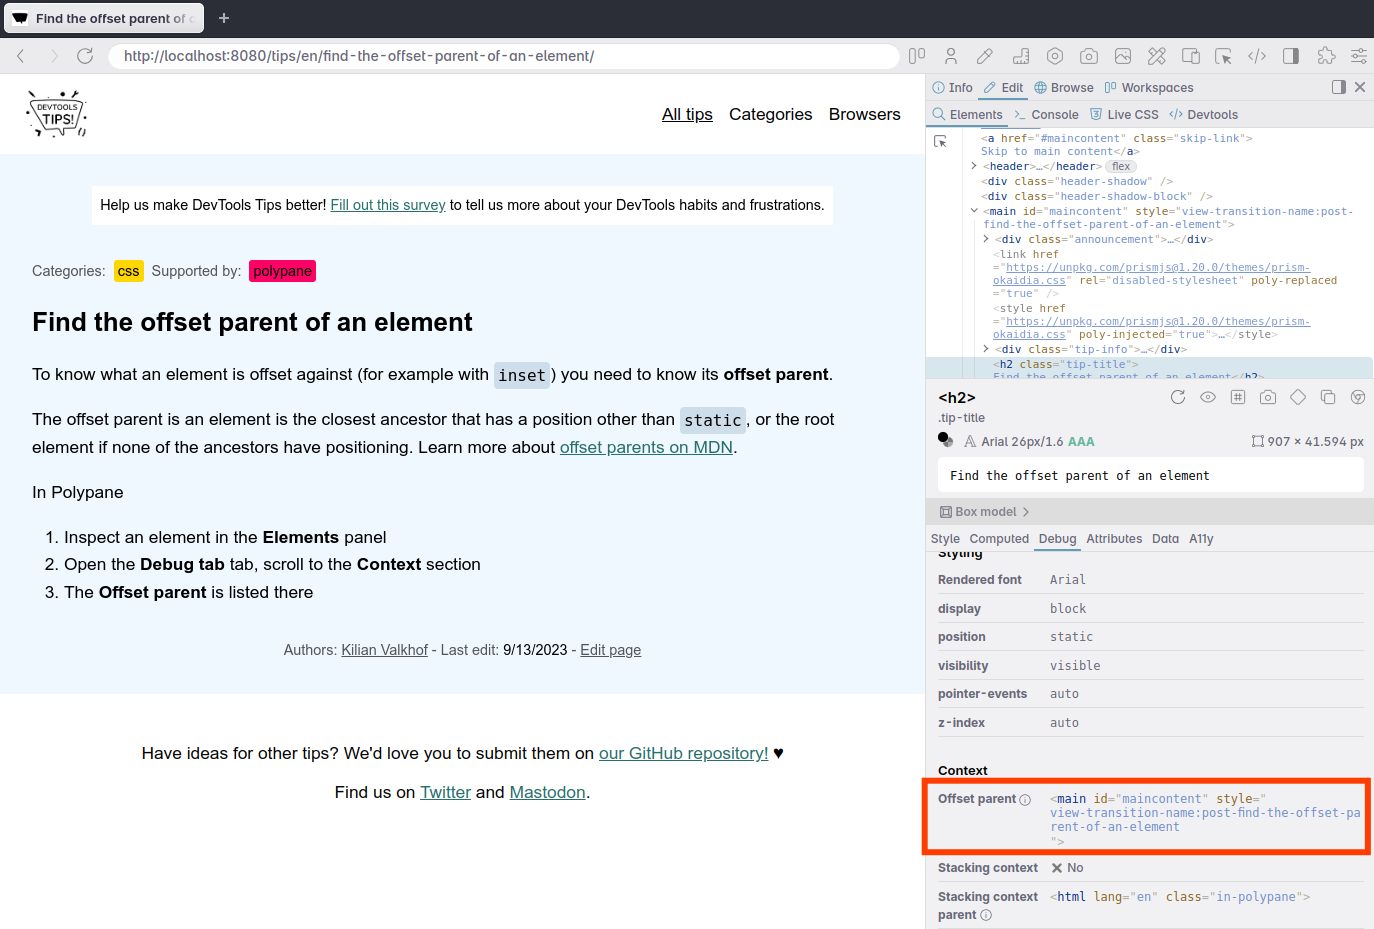 Find the offset parent of
http://localhost:8080/tips/en/find-the-offset-parent-of-an-element/
DEVTOOLS
TIPS!
All tips Categories Browsers
Help us make DevTools Tips better! Fill out this survey to tell us more about your DevTools habits and frustrations.
Categories: css Supported by: polypane
Find the offset parent of an element
To know what an element is offset against (for example with inset) you need to know its offset parent.
The offset parent is an element is the closest ancestor that has a position other than static, or the root
element if none of the ancestors have positioning. Learn more about offset parents on MDN.
In Polypane
1. Inspect an element in the Elements panel
2. Open the Debug tab tab, scroll to the Context section
3. The Offset parent is listed there
Authors: Kilian Valkhof - Last edit: 9/13/2023 - Edit page
Have ideas for other tips? We'd love you to submit them on our GitHub repository! ♥
Find us on Twitter and Mastodon.
Info Edit Browse Workspaces
Elements Console Live CSS Devtools
<a href="#maincontent" class="skip-link">
Skip to main content</a>
<header>…</header> flex
<div class="header-shadow" />
<div class="header-shadow-block" />
<main id="maincontent" style="view-transition-name:post-
find-the-offset-parent-of-an-element">
<div class="announcement">…</div>
<link href
="https://unpkg.com/prismjs@1.20.0/themes/prism-
okaidia.css" rel="disabled-stylesheet" poly-replaced
="true" />
<style href
="https://unpkg.com/prismjs@1.20.0/themes/prism-
okaidia.css" poly-injected="true">…</style>
<div class="tip-info">…</div>
<h2 class="tip-title">
Find the offset parent of an element</h2>
<h2>
.tip-title
Arial 26px/1.6 AAA 907 × 41.594 px
Find the offset parent of an element
Box model
Style Computed Debug Attributes Data A11y
Styling
Rendered font Arial
display block
position static
visibility visible
pointer-events auto
z-index auto
Context
Offset parent <main id="maincontent" style="
view-transition-name:post-find-the-offset-pa
rent-of-an-element
">
Stacking context No
Stacking context <html lang="en" class="in-polypane">
parent